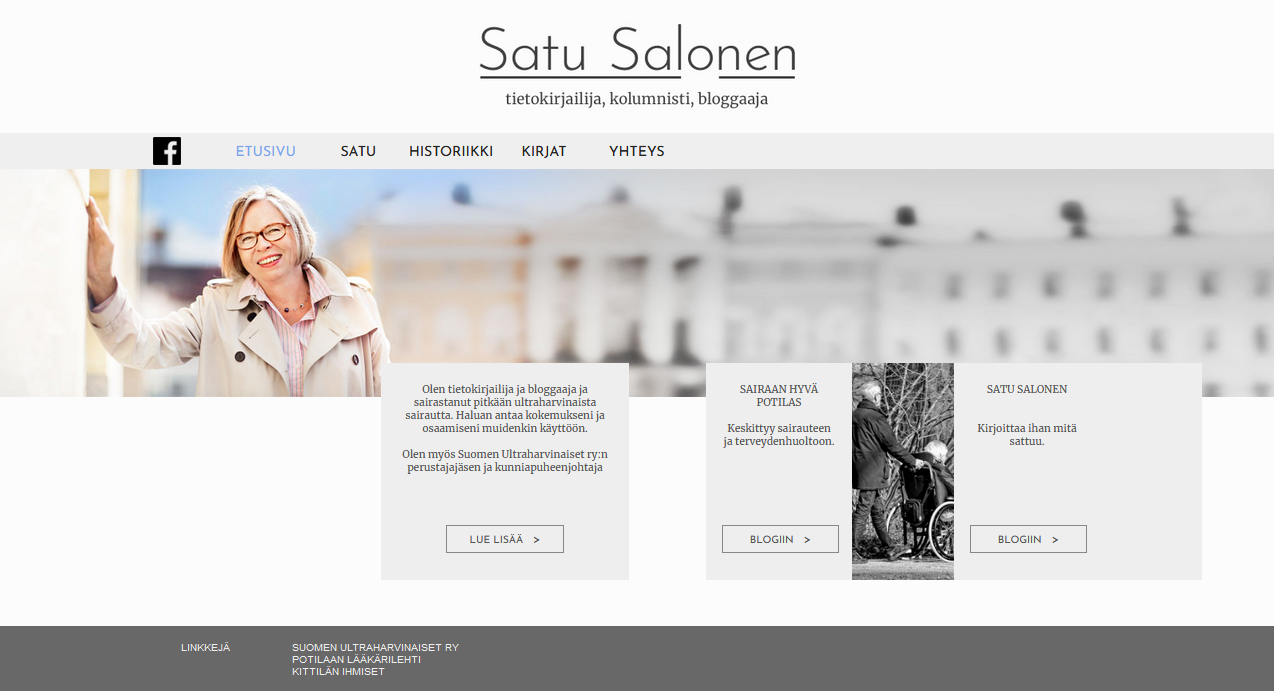 Satu Salonen
tietokirjailija, kolumnisti, bloggaaja
ETUSIVU SATU HISTORIIKKI KIRJAT YHTEYS
Olen tietokirjailija ja bloggaaja ja
sairastanut pitkään ultraharvinaista
sairautta. Haluan antaa kokemukseni ja
osaamiseni muidenkin käyttöön.
Olen myös Suomen Ultraharvinaiset ry:n
perustajajäsen ja kunniapuheenjohtaja
LUE LISÄÄ >
SAIRAAN HYVÄ
POTILAS
Keskittyy sairauteen
ja terveydenhuoltoon.
BLOGIIN >
SATU SALONEN
Kirjoittaa ihan mitä
sattuu.
BLOGIIN >
LINKKEJÄ
SUOMEN ULTRAHARVINAISET RY
POTILAAN LÄÄKÄRILEHTI
KITTILÄN IHMISET